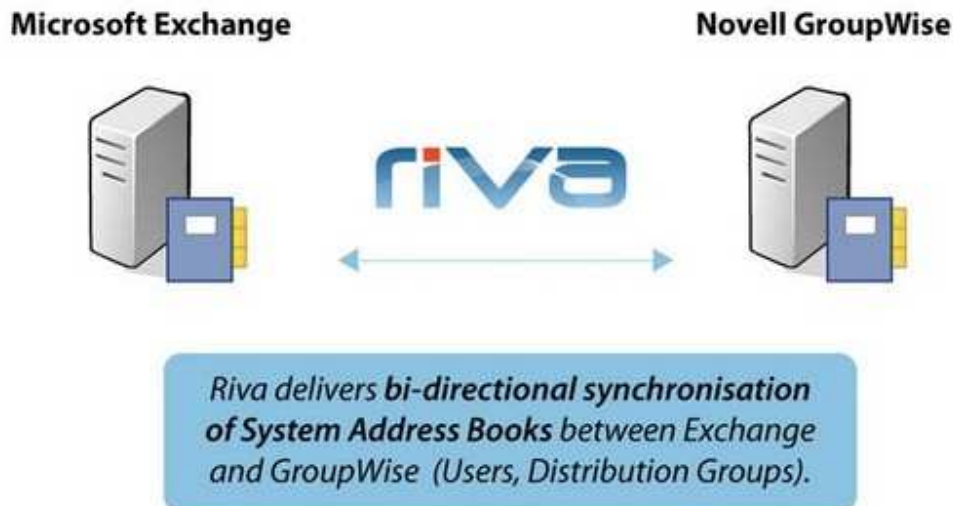 Microsoft Exchange
Novell GroupWise
riva
Riva delivers bi-directional synchronisation
of System Address Books between Exchange
and GroupWise (Users, Distribution Groups).